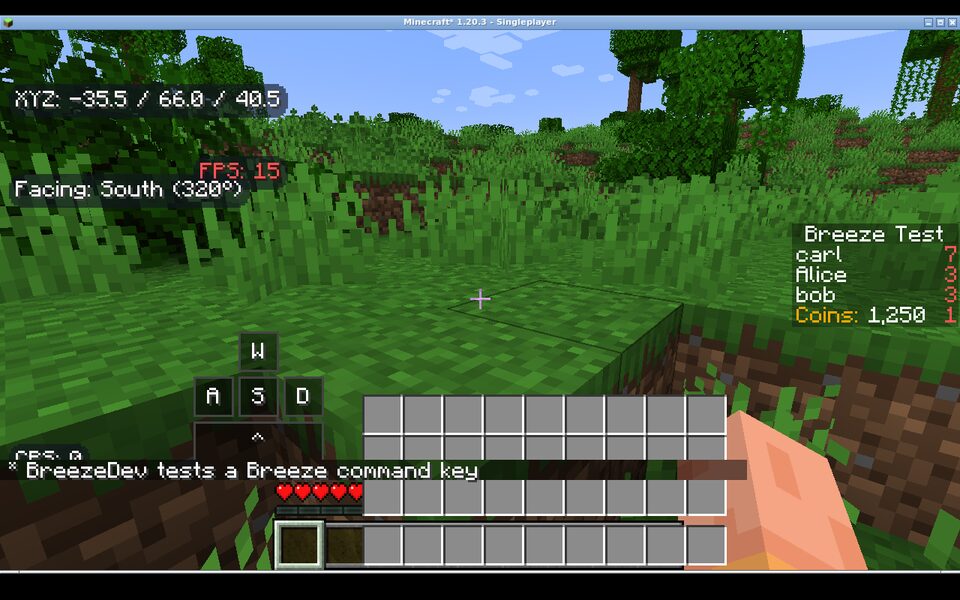 Minecraft* 1.20.3 - Singleplayer
XYZ: -35.5 / 66.0 / 40.5
FPS: 15
Facing: South (320°)
Breeze Test
carl 7
Alice 3
bob 3
Coins: 1,250 1
W
A S D
^
CPS: 0
* BreezeDev tests a Breeze command key